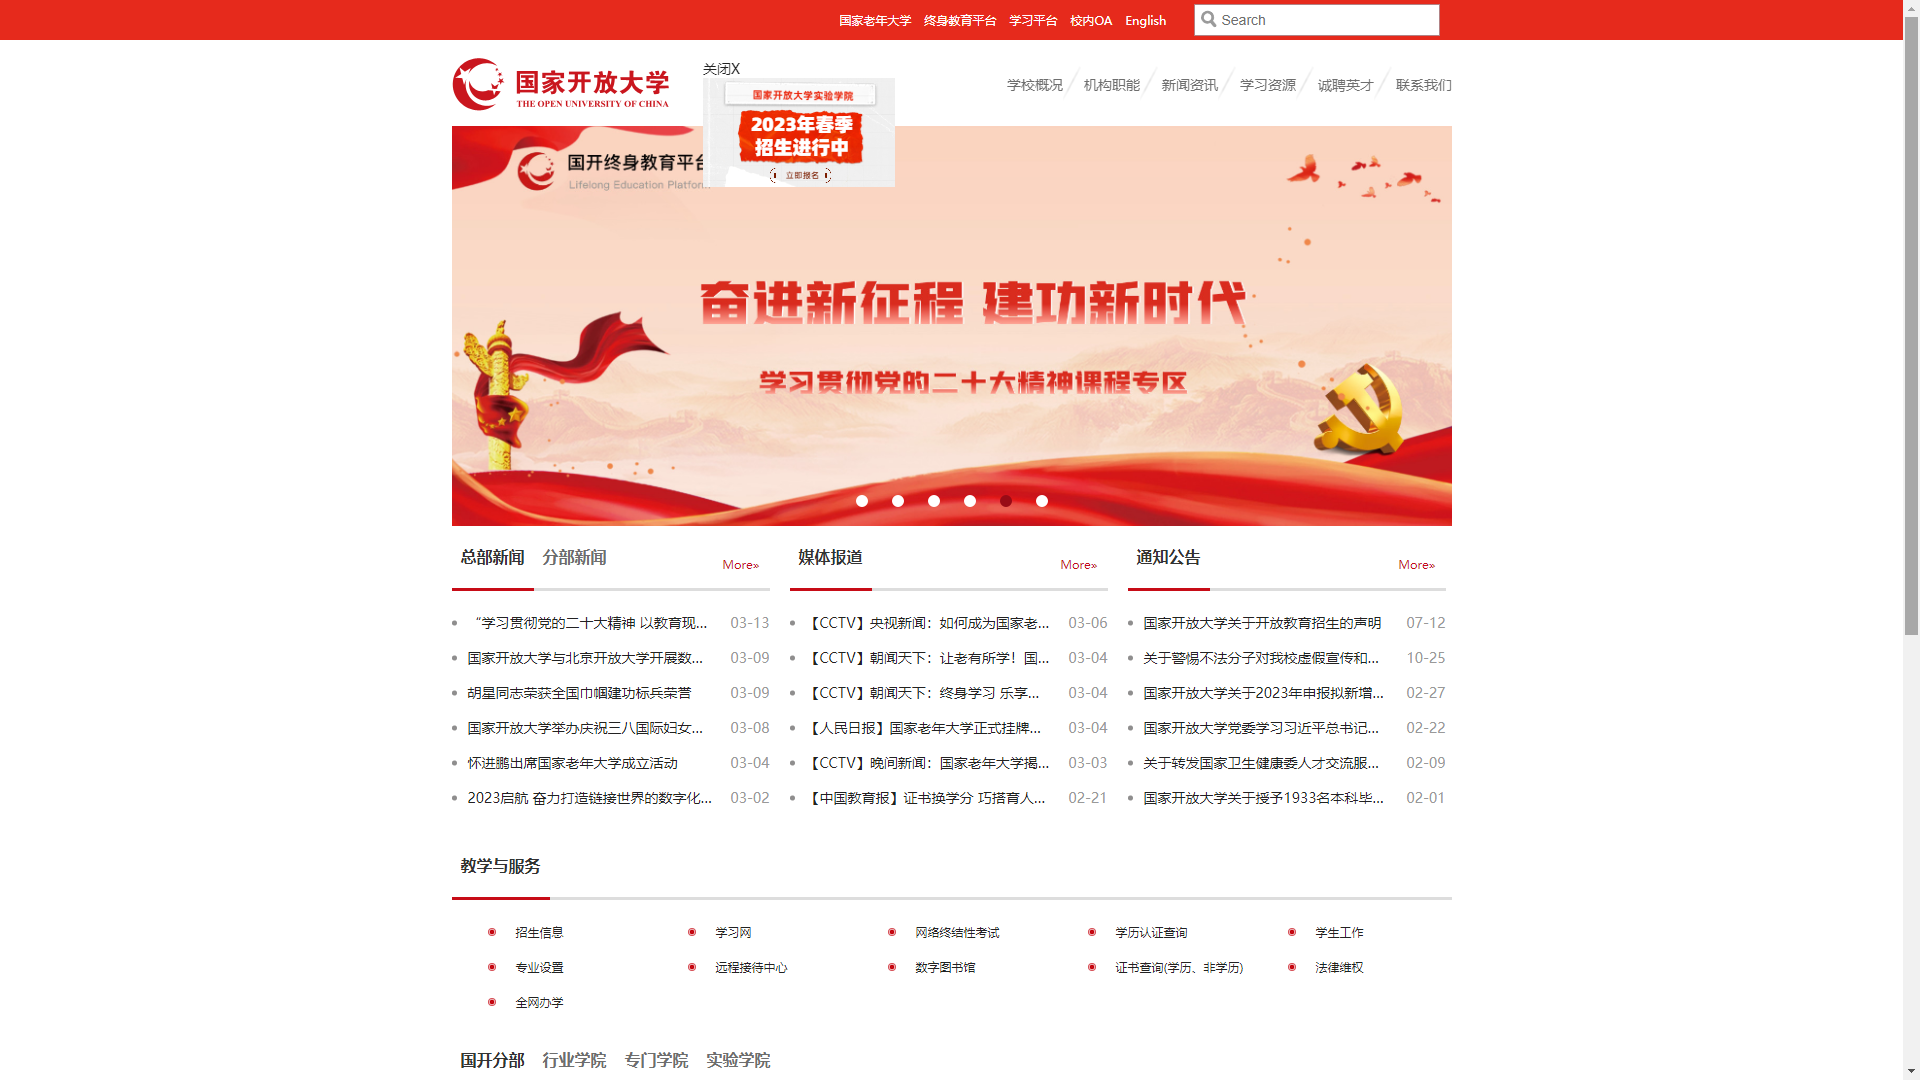 国家老年大学 终身教育平台 学习平台 校内OA English Search
国家开放大学
THE OPEN UNIVERSITY OF CHINA
关闭X
学校概况 机构职能 新闻资讯 学习资源 诚聘英才 联系我们
国家开放大学实验学院
2023年春季
招生进行中
立即报名
国开终身教育平台
Lifelong Education Platform
奋进新征程 建功新时代
学习贯彻党的二十大精神课程专区
总部新闻 分部新闻 More»
“学习贯彻党的二十大精神 以教育现... 03-13
国家开放大学与北京开放大学开展数... 03-09
胡星同志荣获全国巾帼建功标兵荣誉 03-09
国家开放大学举办庆祝三八国际妇女... 03-08
怀进鹏出席国家老年大学成立活动 03-04
2023启航 奋力打造链接世界的数字化... 03-02
媒体报道 More»
【CCTV】央视新闻：如何成为国家老... 03-06
【CCTV】朝闻天下：让老有所学！国... 03-04
【CCTV】朝闻天下：终身学习 乐享... 03-04
【人民日报】国家老年大学正式挂牌... 03-04
【CCTV】晚间新闻：国家老年大学揭... 03-03
【中国教育报】证书换学分 巧搭育人... 02-21
通知公告 More»
国家开放大学关于开放教育招生的声明 07-12
关于警惕不法分子对我校虚假宣传和... 10-25
国家开放大学关于2023年申报拟新增... 02-27
国家开放大学党委学习习近平总书记... 02-22
关于转发国家卫生健康委人才交流服... 02-09
国家开放大学关于授予1933名本科毕... 02-01
教学与服务
招生信息 学习网 网络终结性考试 学历认证查询 学生工作
专业设置 远程接待中心 数字图书馆 证书查询(学历、非学历) 法律维权
全网办学
国开分部 行业学院 专门学院 实验学院